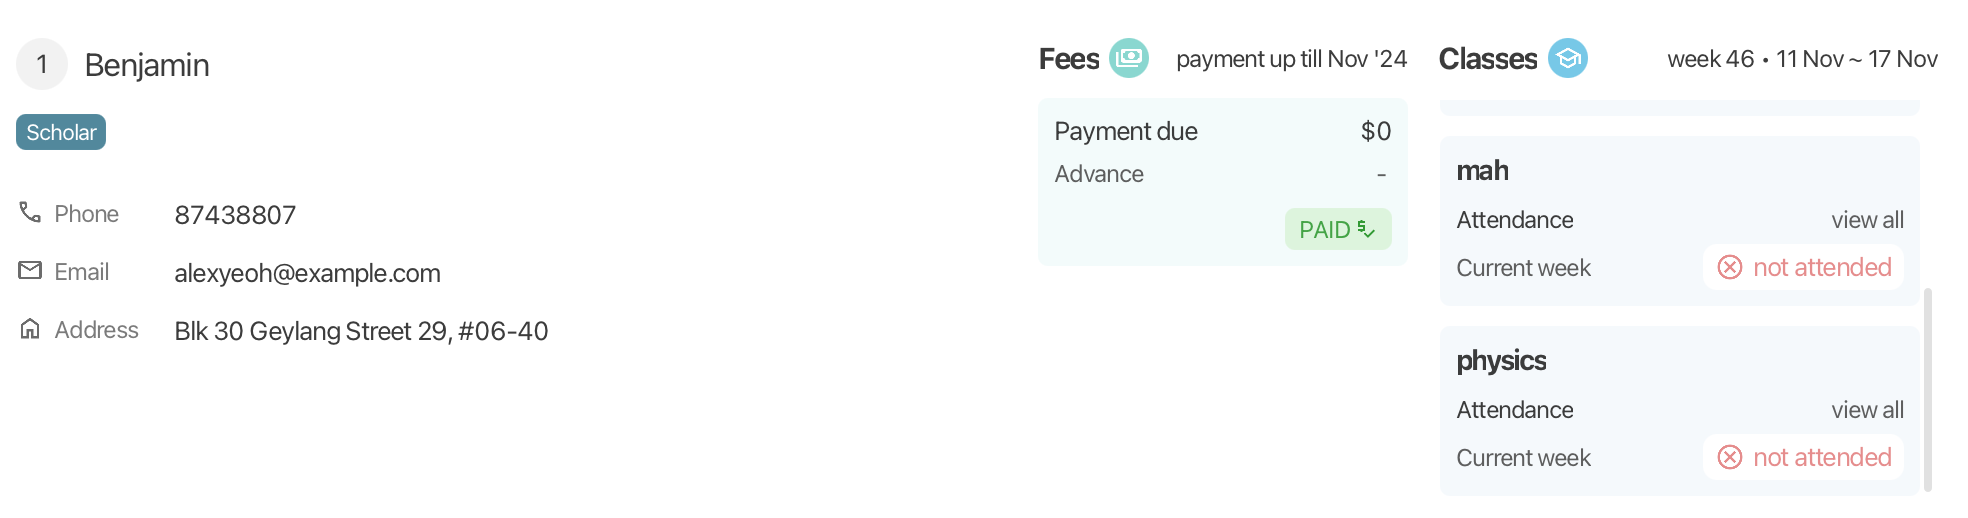 1 Benjamin
Scholar
Phone 87438807
Email alexyeoh@example.com
Address Blk 30 Geylang Street 29, #06-40
Fees payment up till Nov '24
Payment due $0
Advance -
PAID
Classes week 46 • 11 Nov ~ 17 Nov
mah
Attendance view all
Current week not attended
physics
Attendance view all
Current week not attended